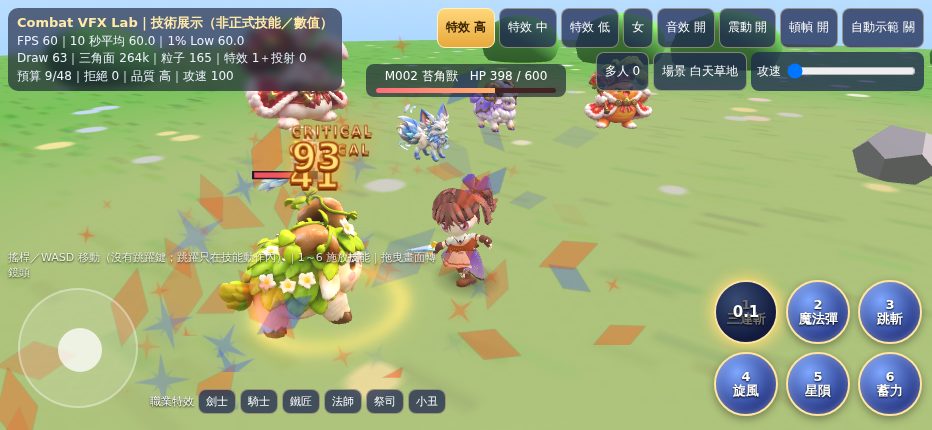 Combat VFX Lab｜技術展示（非正式技能／數值）
FPS 60｜10 秒平均 60.0｜1% Low 60.0
Draw 63｜三角面 264k｜粒子 165｜特效 1＋投射 0
預算 9/48｜拒絕 0｜品質 高｜攻速 100
特效 高
特效 中
特效 低
女
音效 開
震動 開
頓幀 開
自動示範 關
M002 苔角獸 HP 398 / 600
多人 0
場景 白天草地
攻速
CRITICAL
93
41
搖桿／WASD 移動（沒有跳躍鍵；跳躍只在技能動作內）｜1～6 施放技能｜拖曳畫面轉
鏡頭
0.1
1
三連斬
2
魔法彈
3
跳斬
4
旋風
5
星隕
6
蓄力
職業特效
劍士
騎士
鐵匠
法師
祭司
小丑